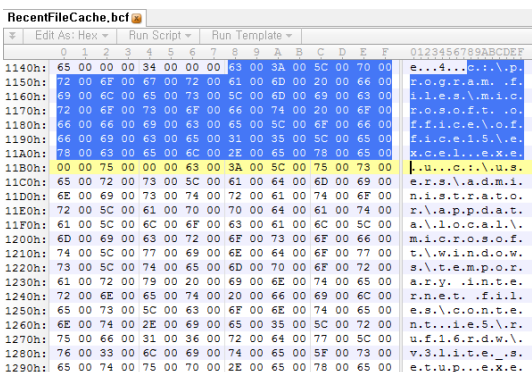 RecentFileCache.bcf
Edit As: Hex Run Script Run Template
0 1 2 3 4 5 6 7 8 9 A B C D E F 0123456789ABCDEF
1140h: 65 00 00 00 34 00 00 00 63 00 3A 00 5C 00 70 00 e...4...c.:.\.p.
1150h: 72 00 6F 00 67 00 72 00 61 00 6D 00 20 00 66 00 r.o.g.r.a.m. .f.
1160h: 69 00 6C 00 65 00 73 00 5C 00 6D 00 69 00 63 00 i.l.e.s.\.m.i.c.
1170h: 72 00 6F 00 73 00 6F 00 66 00 74 00 20 00 6F 00 r.o.s.o.f.t. .o.
1180h: 66 00 66 00 69 00 63 00 65 00 5C 00 6F 00 66 00 f.f.i.c.e.\.o.f.
1190h: 66 00 69 00 63 00 65 00 31 00 35 00 5C 00 65 00 f.i.c.e.1.5.\.e.
11A0h: 78 00 63 00 65 00 6C 00 2E 00 65 00 78 00 65 00 x.c.e.l...e.x.e.
11B0h: 00 00 75 00 00 00 63 00 3A 00 5C 00 75 00 73 00 ..u...c.:.\.u.s.
11C0h: 65 00 72 00 73 00 5C 00 61 00 64 00 6D 00 69 00 e.r.s.\.a.d.m.i.
11D0h: 6E 00 69 00 73 00 74 00 72 00 61 00 74 00 6F 00 n.i.s.t.r.a.t.o.
11E0h: 72 00 5C 00 61 00 70 00 70 00 64 00 61 00 74 00 r.\.a.p.p.d.a.t.
11F0h: 61 00 5C 00 6C 00 6F 00 63 00 61 00 6C 00 5C 00 a.\.l.o.c.a.l.\.
1200h: 6D 00 69 00 63 00 72 00 6F 00 73 00 6F 00 66 00 m.i.c.r.o.s.o.f.
1210h: 74 00 5C 00 77 00 69 00 6E 00 64 00 6F 00 77 00 t.\.w.i.n.d.o.w.
1220h: 73 00 5C 00 74 00 65 00 6D 00 70 00 6F 00 72 00 s.\.t.e.m.p.o.r.
1230h: 61 00 72 00 79 00 20 00 69 00 6E 00 74 00 65 00 a.r.y. .i.n.t.e.
1240h: 72 00 6E 00 65 00 74 00 20 00 66 00 69 00 6C 00 r.n.e.t. .f.i.l.
1250h: 65 00 73 00 5C 00 63 00 6F 00 6E 00 74 00 65 00 e.s.\.c.o.n.t.e.
1260h: 6E 00 74 00 2E 00 69 00 65 00 35 00 5C 00 72 00 n.t...i.e.5.\.r.
1270h: 75 00 66 00 31 00 36 00 72 00 64 00 77 00 5C 00 u.f.1.6.r.d.w.\.
1280h: 76 00 33 00 6C 00 69 00 74 00 65 00 5F 00 73 00 v.3.l.i.t.e._.s.
1290h: 65 00 74 00 75 00 70 00 2E 00 65 00 78 00 65 00 e.t.u.p...e.x.e.